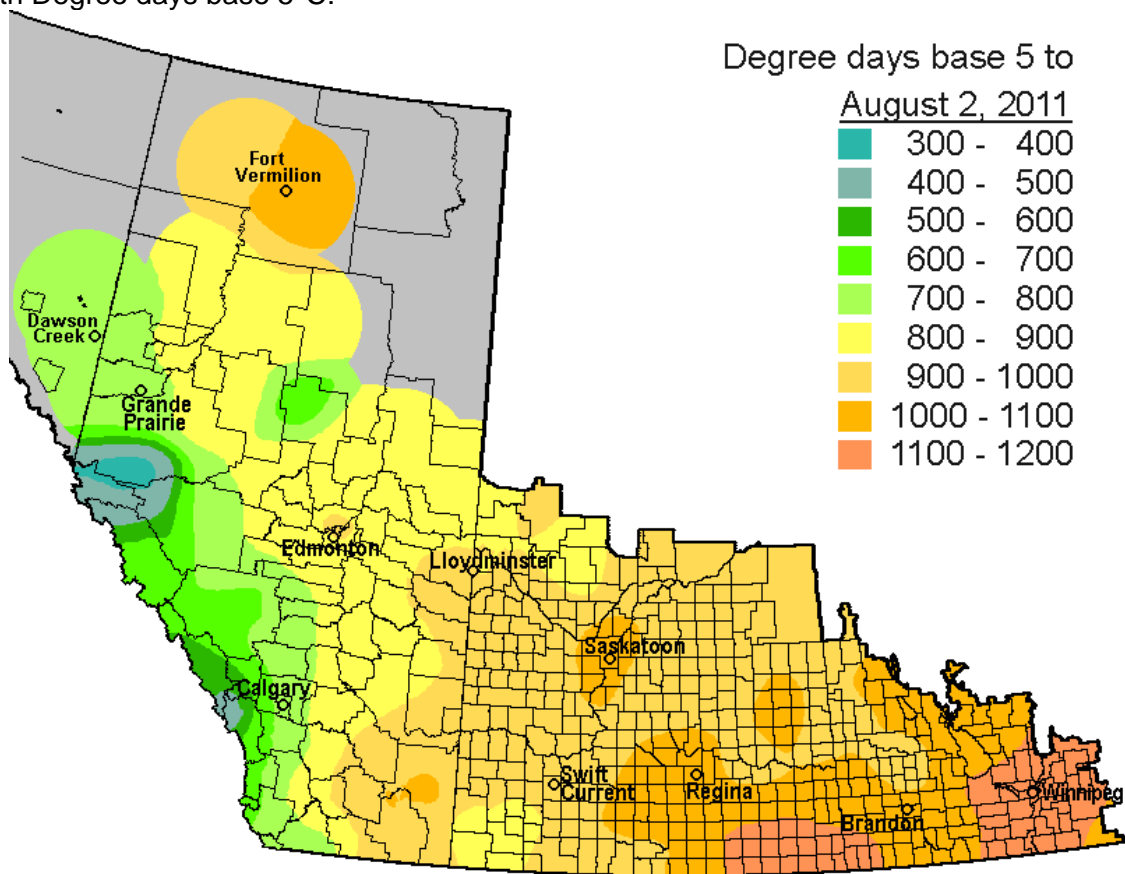 Degree days base 5 to
August 2, 2011
300 - 400
400 - 500
500 - 600
600 - 700
700 - 800
800 - 900
900 - 1000
1000 - 1100
1100 - 1200
Fort
Vermilion
Dawson
Creek
Grande
Prairie
Edmonton
Lloydminster
Saskatoon
Calgary
Swift
Current
Regina
Brandon
Winnipeg